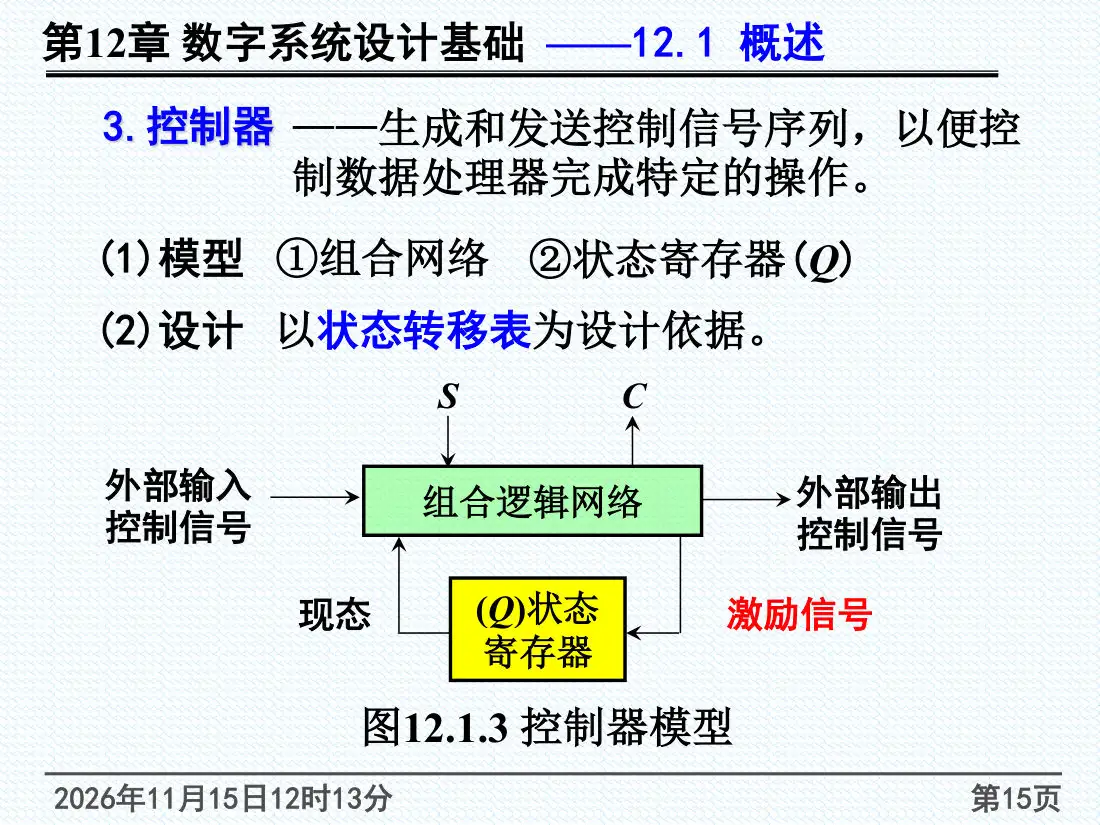 第12章 数字系统设计基础 ——12.1 概述
3.控制器 ——生成和发送控制信号序列，以便控
制数据处理器完成特定的操作。
(1)模型 ①组合网络 ②状态寄存器(Q)
(2)设计 以状态转移表为设计依据。
S C
外部输入
控制信号
组合逻辑网络
外部输出
控制信号
现态
(Q)状态
寄存器
激励信号
图12.1.3 控制器模型
2026年11月15日12时13分 第15页